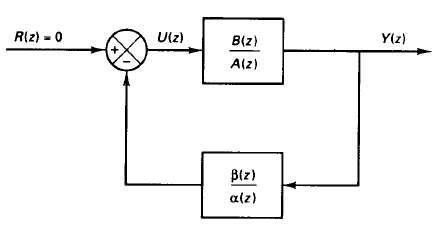 R(z) = 0
U(z)
Y(z)
+
−
B(z)
A(z)
β(z)
α(z)